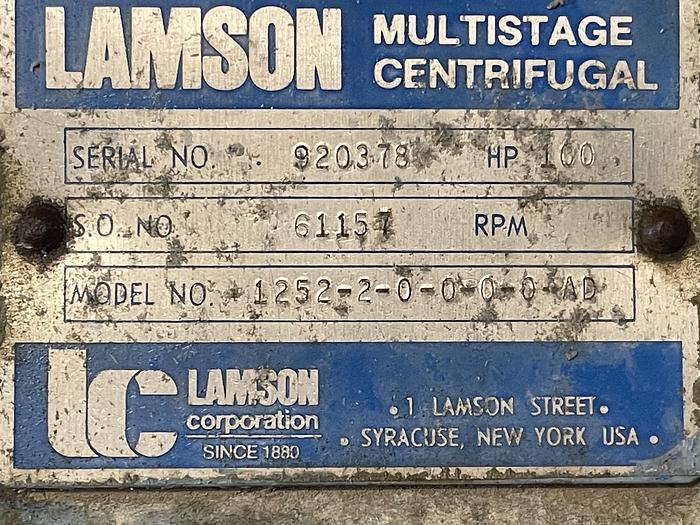 LAMSON MULTISTAGE CENTRIFUGAL
SERIAL NO. 920378 HP 100
S.O. NO. 61157 RPM
MODEL NO. 1252-2-0-0-0-0-AD
LC LAMSON
corporation
SINCE 1880
• 1 LAMSON STREET •
• SYRACUSE, NEW YORK USA •